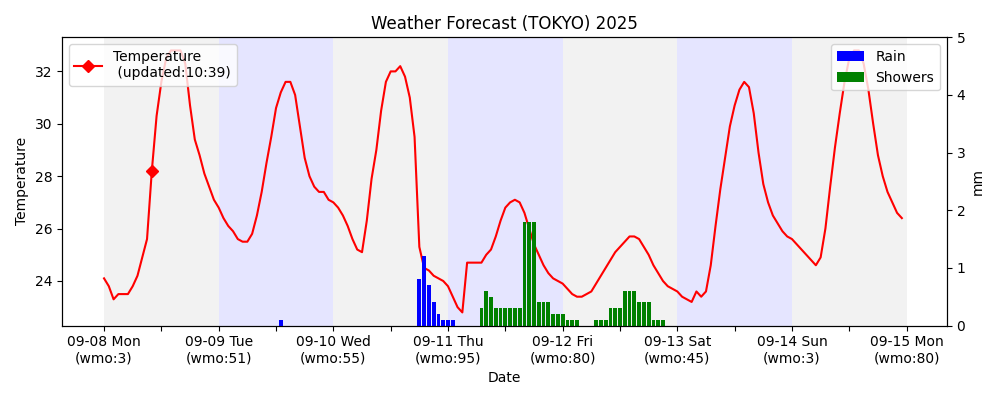 Weather Forecast (TOKYO) 2025
Temperature
(updated:10:39)
Rain
Showers
Temperature
32
30
28
26
24
5
4
3
2
1
0
mm
09-08 Mon
(wmo:3)
09-09 Tue
(wmo:51)
09-10 Wed
(wmo:55)
09-11 Thu
(wmo:95)
09-12 Fri
(wmo:80)
09-13 Sat
(wmo:45)
09-14 Sun
(wmo:3)
09-15 Mon
(wmo:80)
Date